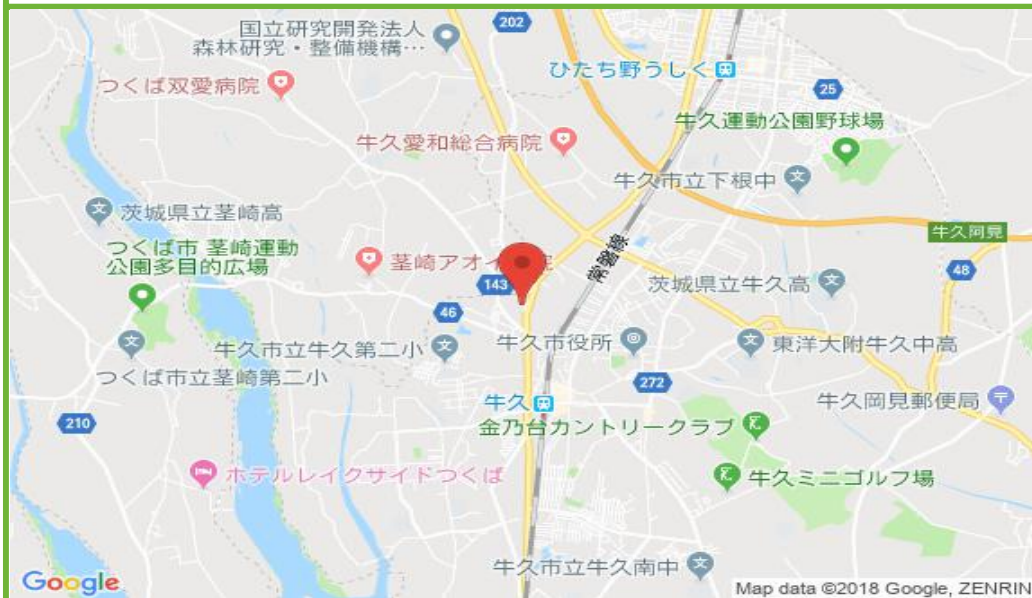 国立研究開発法人
森林研究・整備機構…
202
ひたち野うしく
つくば双愛病院
25
牛久運動公園野球場
牛久愛和総合病院
牛久市立下根中
茨城県立茎崎高
牛久阿見
つくば市 茎崎運動
公園多目的広場
茎崎アオイ
院
常磐線
48
143
茨城県立牛久高
46
牛久市立牛久第二小
牛久市役所
東洋大附牛久中高
つくば市立茎崎第二小
272
牛久
牛久岡見郵便局
210
金乃台カントリークラブ
ホテルレイクサイドつくば
牛久ミニゴルフ場
牛久市立牛久南中
Google
Map data ©2018 Google, ZENRIN